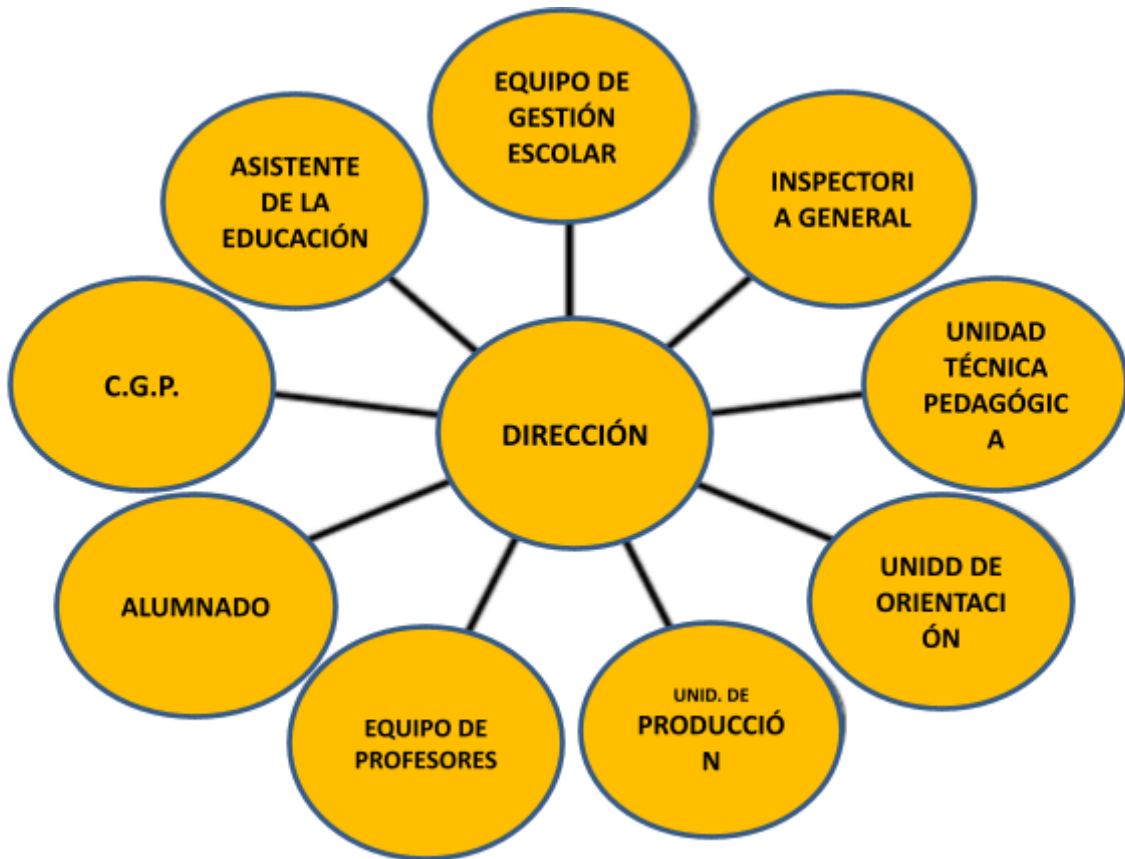 EQUIPO DE
GESTIÓN
ESCOLAR
INSPECTORI
A GENERAL
UNIDAD
TÉCNICA
PEDAGÓGIC
A
UNIDD DE
ORIENTACI
ÓN
UNID. DE
PRODUCCIÓ
N
EQUIPO DE
PROFESORES
ALUMNADO
C.G.P.
ASISTENTE
DE LA
EDUCACIÓN
DIRECCIÓN